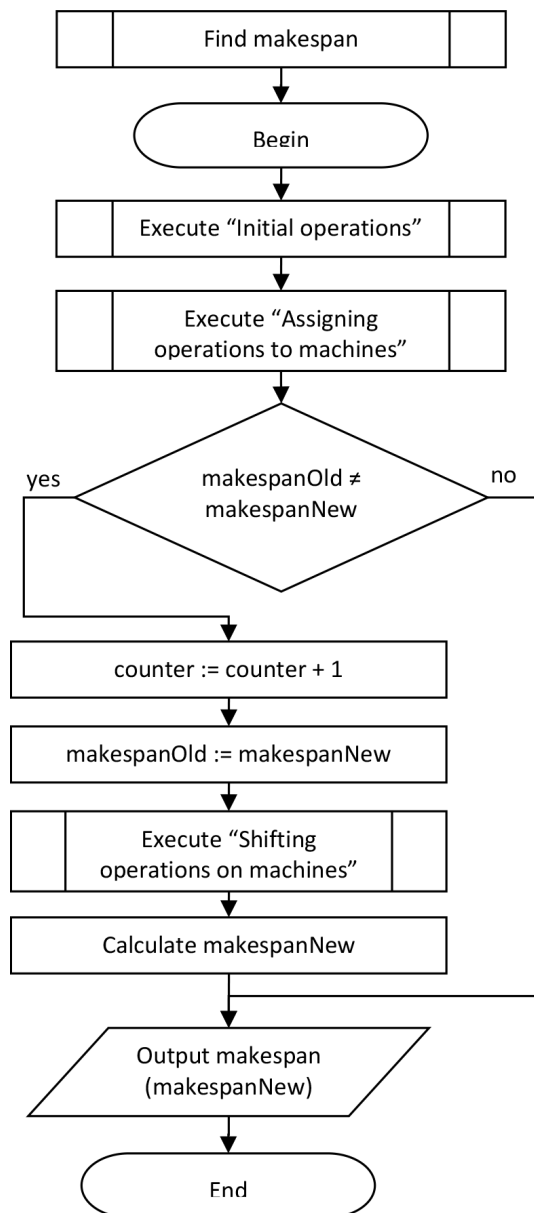 Find makespan
Begin
Execute “Initial operations”
Execute “Assigning
operations to machines”
yes
makespanOld ≠
makespanNew
no
counter := counter + 1
makespanOld := makespanNew
Execute “Shifting
operations on machines”
Calculate makespanNew
Output makespan
(makespanNew)
End